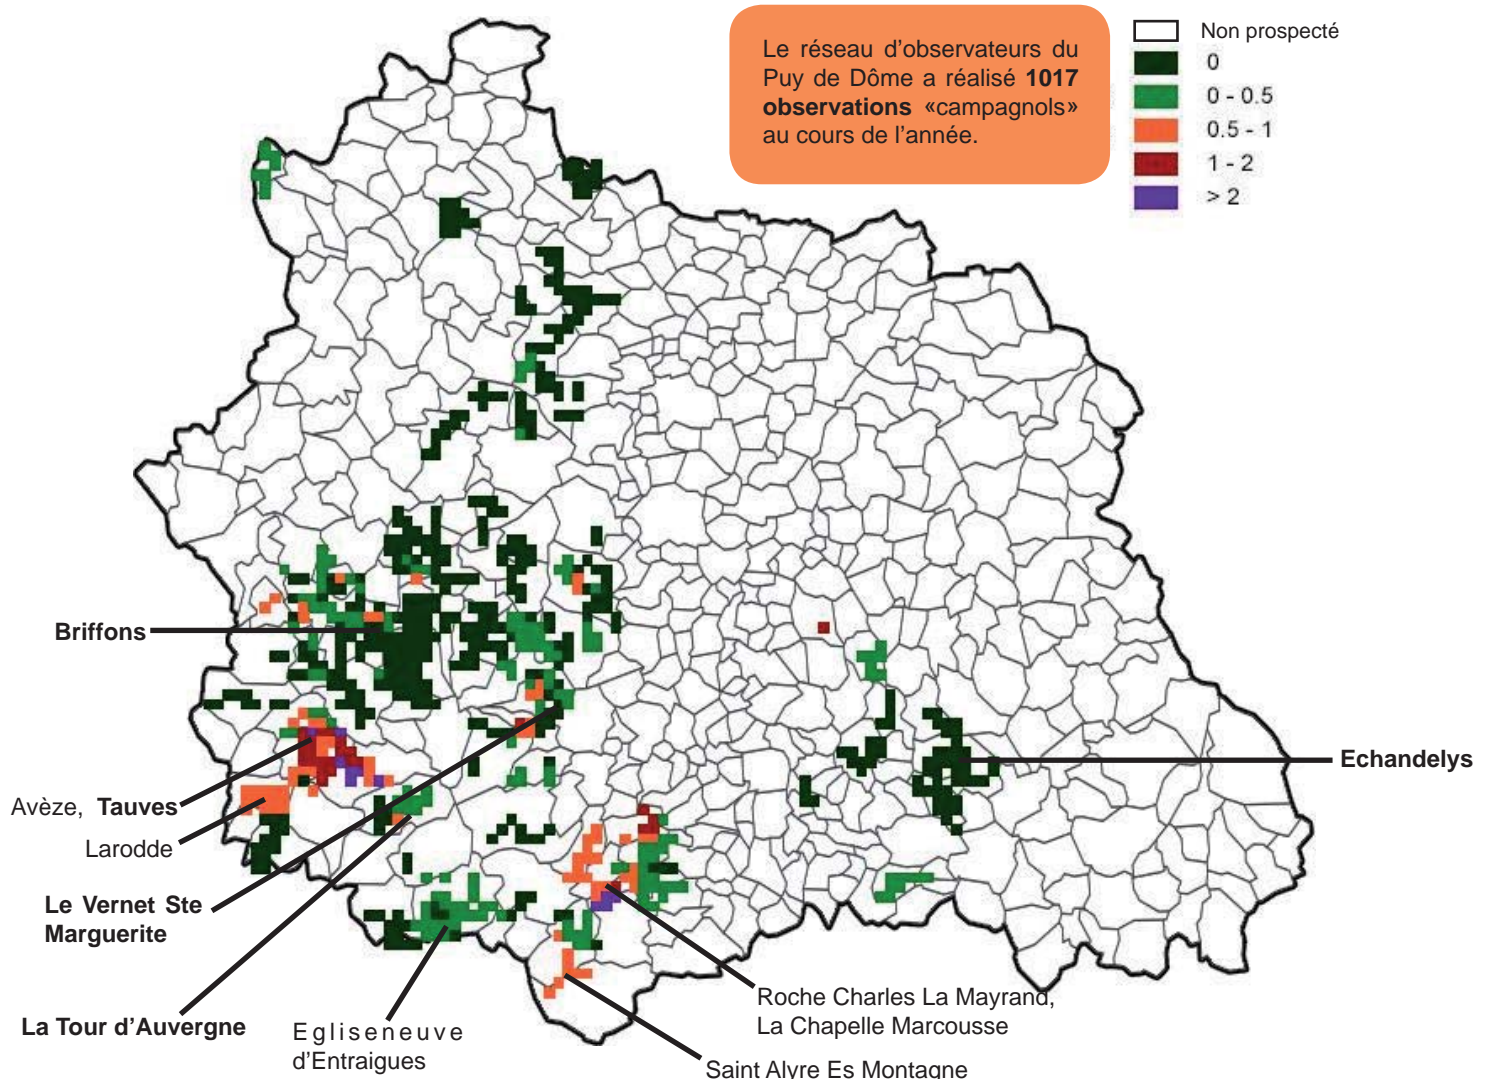 Le réseau d'observateurs du
Puy de Dôme a réalisé 1017
observations «campagnols»
au cours de l'année.
Non prospecté
0
0 - 0.5
0.5 - 1
1 - 2
> 2
Briffons
Echandelys
Avèze, Tauves
Larodde
Le Vernet Ste
Marguerite
La Tour d'Auvergne
Egliseneuve
d'Entraigues
Roche Charles La Mayrand,
La Chapelle Marcousse
Saint Alyre Es Montagne